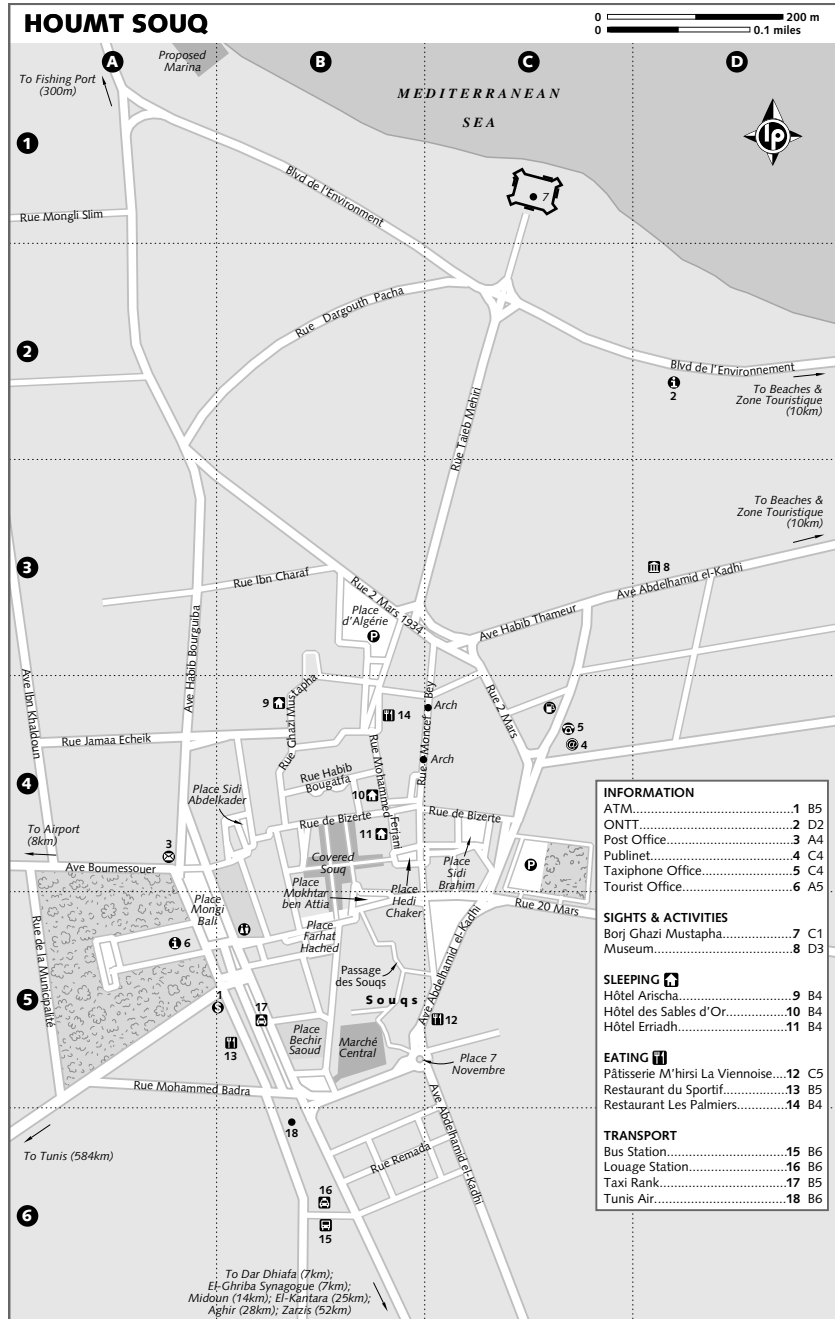 HOUMT SOUQ
0 200 m
0 0.1 miles
A
B
C
D
1
2
3
4
5
6
To Fishing Port
(300m)
Proposed
Marina
MEDITERRANEAN
SEA
lp
7
Blvd de l'Environment
Rue Mongli Slim
Rue Dargouth Pacha
Blvd de l'Environnement
2
To Beaches &
Zone Touristique
(10km)
Rue Taieb Mehiri
To Beaches &
Zone Touristique
(10km)
8
Rue Ibn Charaf
Rue 2 Mars 1934
Place
d'Algérie
P
Ave Habib Thameur
Ave Abdelhamid el-Kadhi
Ave Habib Bourguiba
Ave Ibn Khaldoun
Rue Ghazi Mustapha
9
14
Rue Moncef Bey
Arch
Arch
Rue 2 Mars
5
@ 4
Rue Jamaa Echeik
Rue Habib
Bougatfa
Rue Mohammed Ferjani
Place Sidi
Abdelkader
10
Rue de Bizerte
Rue de Bizerte
11
Covered
Souq
To Airport
(8km)
3
Ave Boumessouer
Place
Sidi
Brahim
P
Place
Mokhtar
ben Attia
Place
Hedi
Chaker
Rue 20 Mars
Place
Mongi
Bali
Place
Farhat
Hached
Rue de la Municipalité
6
Passage
des Souqs
Souqs
Ave Abdelhamid el-Kadhi
1
$
17
13
12
Place
Bechir
Saoud
Marché
Central
Place 7
Novembre
Rue Mohammed Badra
Ave Abdelhamid el-Kadhi
18
To Tunis (584km)
Rue Remada
16
15
To Dar Dhiafa (7km);
El-Ghriba Synagogue (7km);
Midoun (14km); El-Kantara (25km);
Aghir (28km); Zarzis (52km)
INFORMATION
ATM 1 B5
ONTT 2 D2
Post Office 3 A4
Publinet 4 C4
Taxiphone Office 5 C4
Tourist Office 6 A5
SIGHTS & ACTIVITIES
Borj Ghazi Mustapha 7 C1
Museum 8 D3
SLEEPING
Hôtel Arischa 9 B4
Hôtel des Sables d'Or 10 B4
Hôtel Erriadh 11 B4
EATING
Pâtisserie M'hirsi La Viennoise 12 C5
Restaurant du Sportif 13 B5
Restaurant Les Palmiers 14 B4
TRANSPORT
Bus Station 15 B6
Louage Station 16 B6
Taxi Rank 17 B5
Tunis Air 18 B6